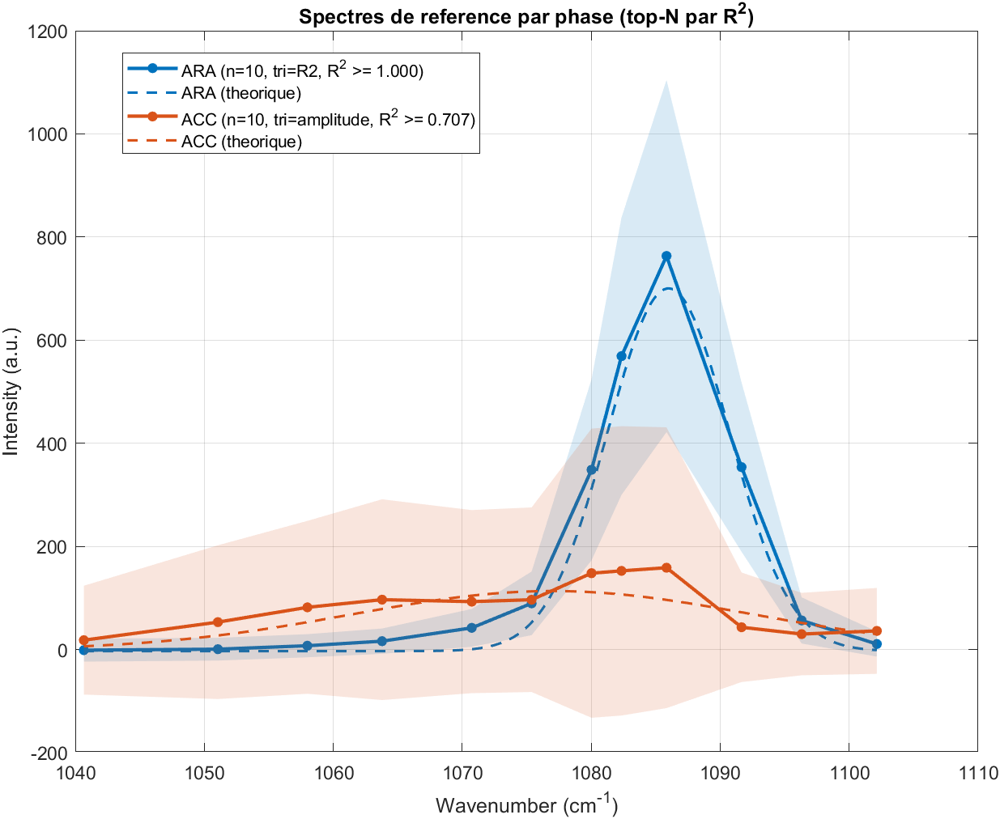 Spectres de reference par phase (top-N par R²)
1200
1000
800
600
400
200
0
-200
Intensity (a.u.)
ARA (n=10, tri=R2, R² >= 1.000)
ARA (theorique)
ACC (n=10, tri=amplitude, R² >= 0.707)
ACC (theorique)
1040 1050 1060 1070 1080 1090 1100 1110
Wavenumber (cm⁻¹)